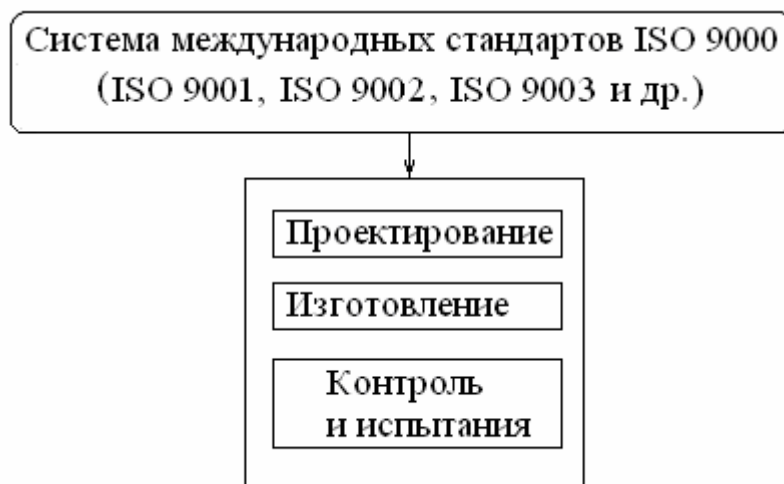 Система международных стандартов ISO 9000
(ISO 9001, ISO 9002, ISO 9003 и др.)
Проектирование
Изготовление
Контроль
и испытания